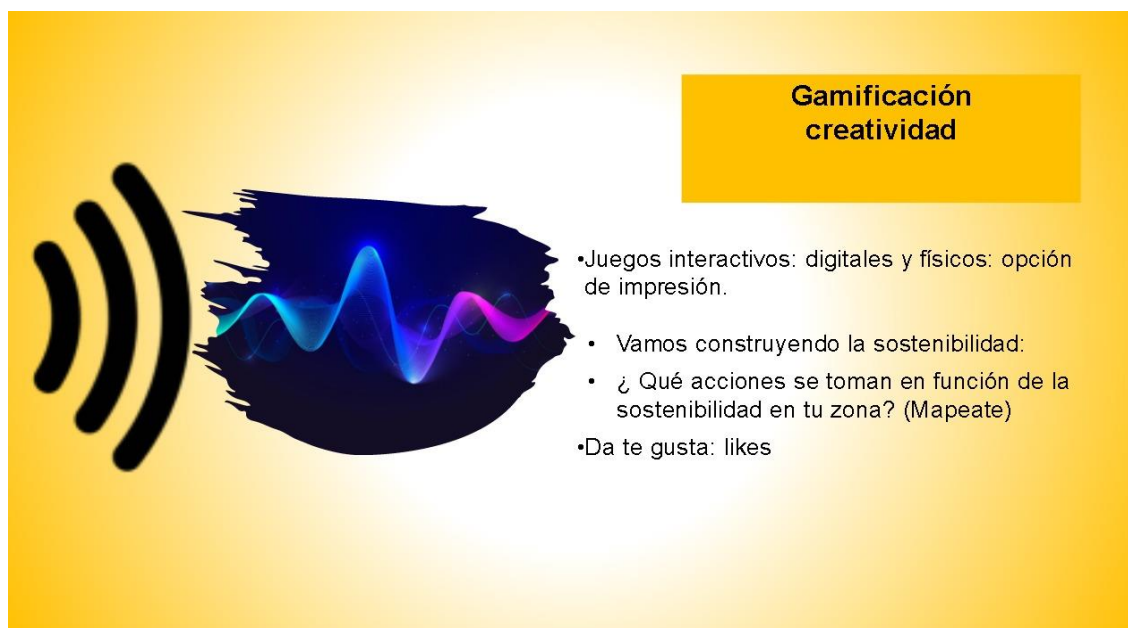 Gamificación
creatividad
•Juegos interactivos: digitales y físicos: opción
de impresión.
• Vamos construyendo la sostenibilidad:
• ¿ Qué acciones se toman en función de la
sostenibilidad en tu zona? (Mapeate)
•Da te gusta: likes